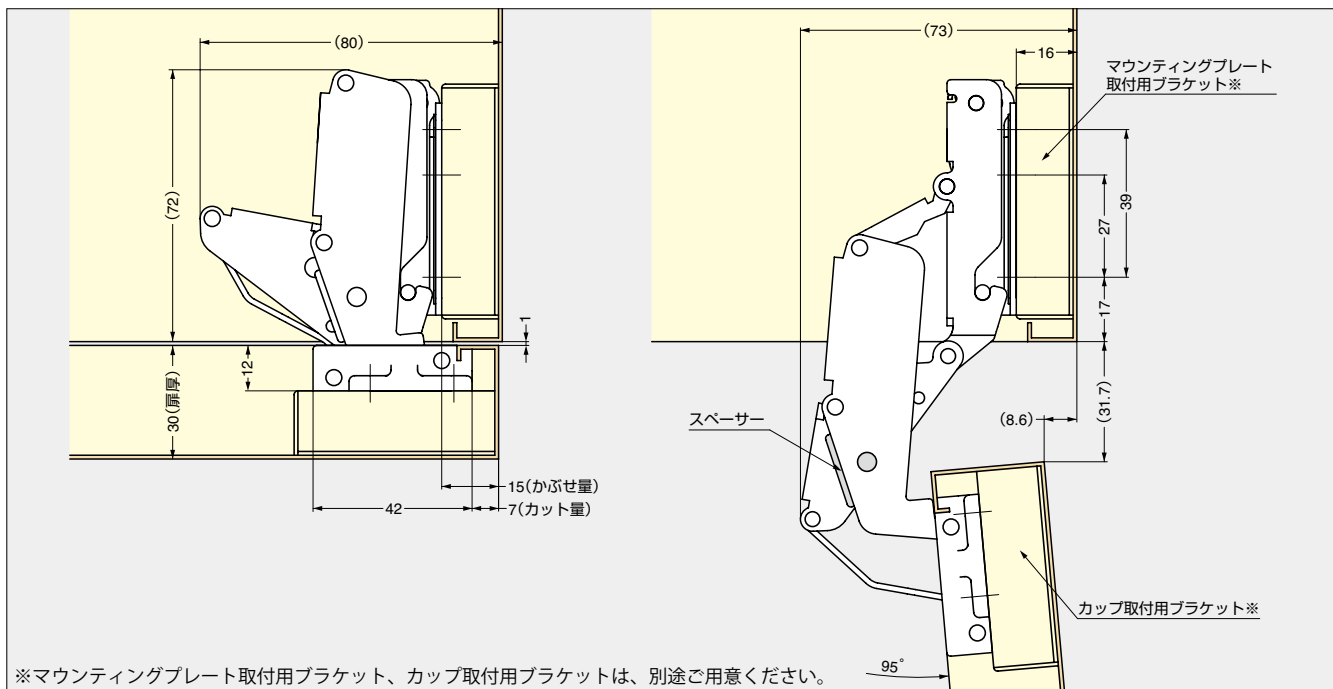 (80)
(72)
1
12
30(扉厚)
15(かぶせ量)
42
7(カット量)
(73)
16
マウンティングプレート
取付用ブラケット※
39
27
17
(31.7)
(8.6)
スペーサー
カップ取付用ブラケット※
95°
※マウンティングプレート取付用ブラケット、カップ取付用ブラケットは、別途ご用意ください。